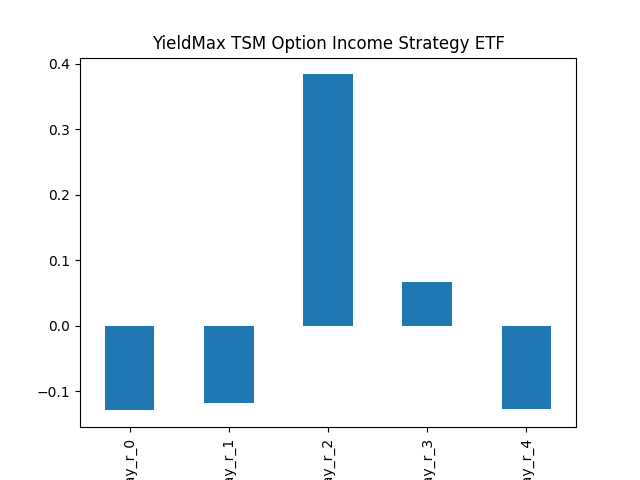 YieldMax TSM Option Income Strategy ETF
0.4
0.3
0.2
0.1
0.0
−0.1
ay_r_0
ay_r_1
ay_r_2
ay_r_3
ay_r_4